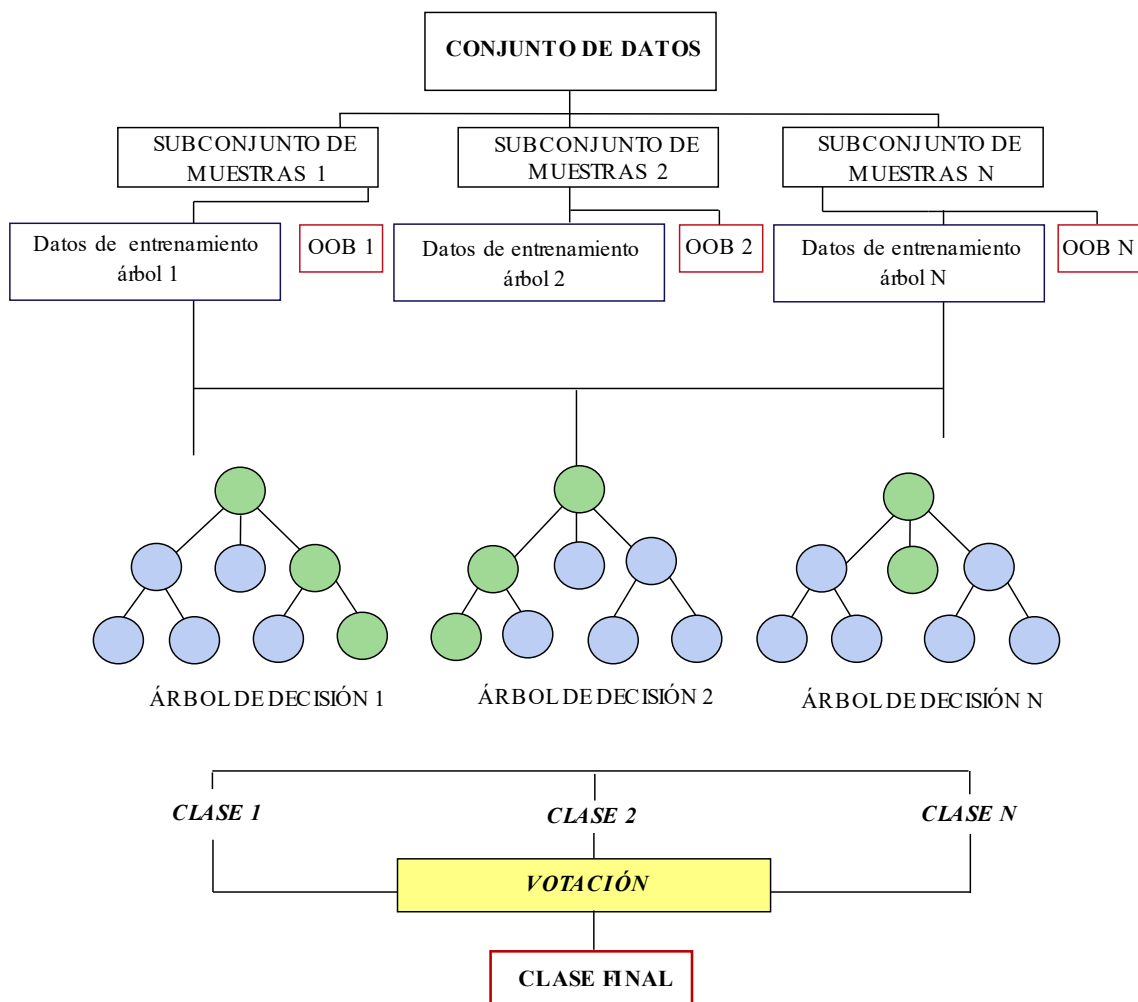 CONJUNTO DE DATOS
SUBCONJUNTO DE
MUESTRAS 1
SUBCONJUNTO DE
MUESTRAS 2
SUBCONJUNTO DE
MUESTRAS N
Datos de entrenamiento
árbol 1
OOB 1
Datos de entrenamiento
árbol 2
OOB 2
Datos de entrenamiento
árbol N
OOB N
ÁRBOL DE DECISIÓN 1
ÁRBOL DE DECISIÓN 2
ÁRBOL DE DECISIÓN N
CLASE 1
CLASE 2
CLASE N
VOTACIÓN
CLASE FINAL